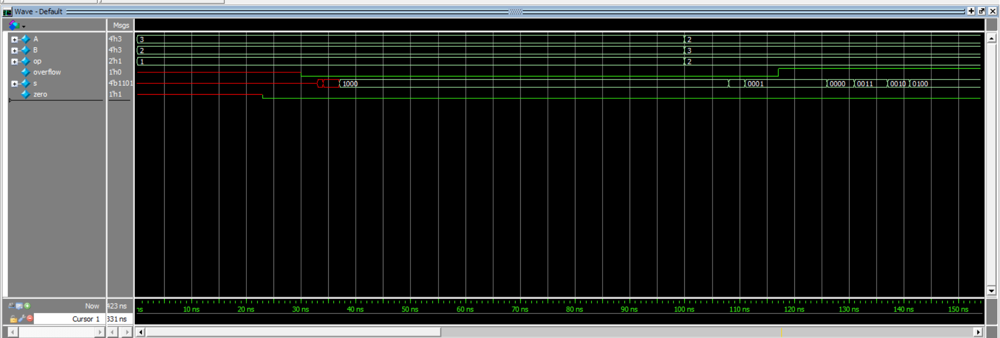 Wave - Default
Msgs
A 4'h3 3 2
B 4'h3 2 3
op 2'h1 1 2
overflow 1'h0
s 4'b1101 1000 0001 0000 0011 0010 0100
zero 1'h1
Now 423 ns ns 10 ns 20 ns 30 ns 40 ns 50 ns 60 ns 70 ns 80 ns 90 ns 100 ns 110 ns 120 ns 130 ns 140 ns 150 ns
Cursor 1 331 ns